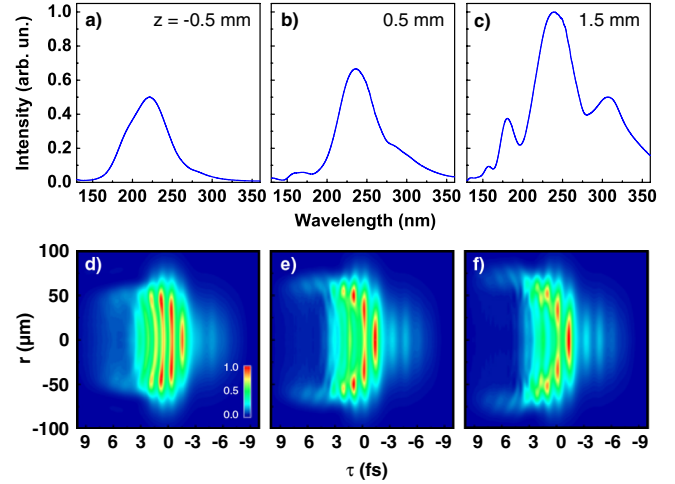 a) z = -0.5 mm b) 0.5 mm c) 1.5 mm
Intensity (arb. un.)
1.0
0.8
0.6
0.4
0.2
0.0
150 200 250 300 350 150 200 250 300 350 150 200 250 300 350
Wavelength (nm)
d) e) f)
r (µm)
100
50
0
-50
-100
1.0
0.5
0.0
9 6 3 0 -3 -6 -9 9 6 3 0 -3 -6 -9 9 6 3 0 -3 -6 -9
τ (fs)